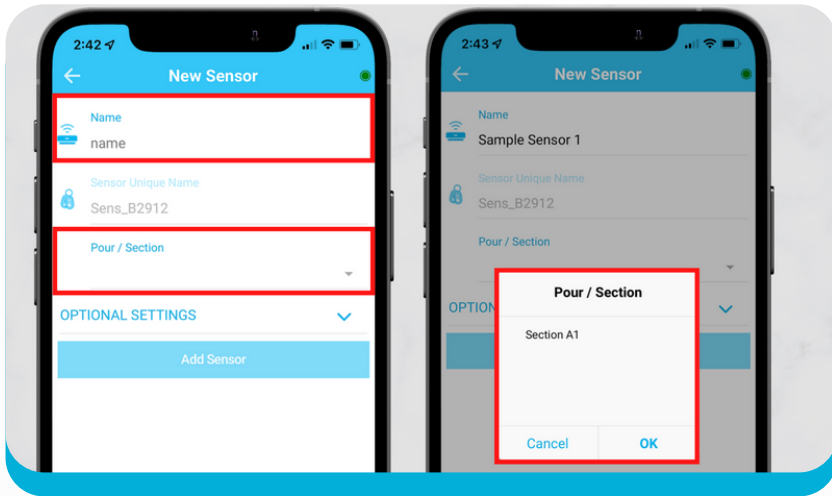 2:42
New Sensor
Name
name
Sensor Unique Name
Sens_B2912
Pour / Section
OPTIONAL SETTINGS
Add Sensor
2:43
New Sensor
Name
Sample Sensor 1
Sensor Unique Name
Sens_B2912
Pour / Section
OPTION
Pour / Section
Section A1
Cancel
OK